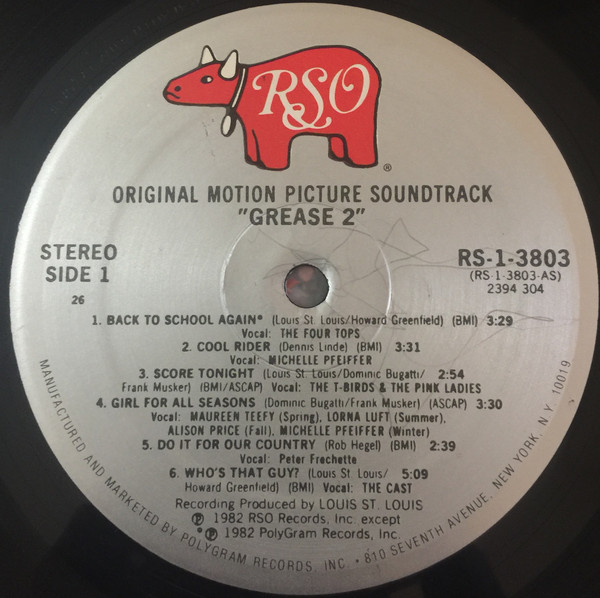 RSO
®
ORIGINAL MOTION PICTURE SOUNDTRACK
"GREASE 2"
STEREO
SIDE 1
26
RS-1-3803
(RS-1-3803-AS)
2394 304
1. BACK TO SCHOOL AGAIN* (Louis St. Louis/Howard Greenfield) (BMI) 3:29
Vocal: THE FOUR TOPS
2. COOL RIDER (Dennis Linde) (BMI) 3:31
Vocal: MICHELLE PFEIFFER
3. SCORE TONIGHT (Louis St. Louis/Dominic Bugatti/ 2:54
Frank Musker) (BMI/ASCAP) Vocal: THE T-BIRDS & THE PINK LADIES
4. GIRL FOR ALL SEASONS (Dominic Bugatti/Frank Musker) (ASCAP) 3:30
Vocal: MAUREEN TEEFY (Spring), LORNA LUFT (Summer),
ALISON PRICE (Fall), MICHELLE PFEIFFER (Winter)
5. DO IT FOR OUR COUNTRY (Rob Hegel) (BMI) 2:39
Vocal: Peter Frechette
6. WHO'S THAT GUY? (Louis St. Louis/ 5:09
Howard Greenfield) (BMI) Vocal: THE CAST
Recording Produced by LOUIS ST. LOUIS
℗ 1982 RSO Records, Inc. except
*℗ 1982 PolyGram Records, Inc.
MANUFACTURED AND MARKETED BY POLYGRAM RECORDS, INC. • 810 SEVENTH AVENUE, NEW YORK, N.Y. 10019